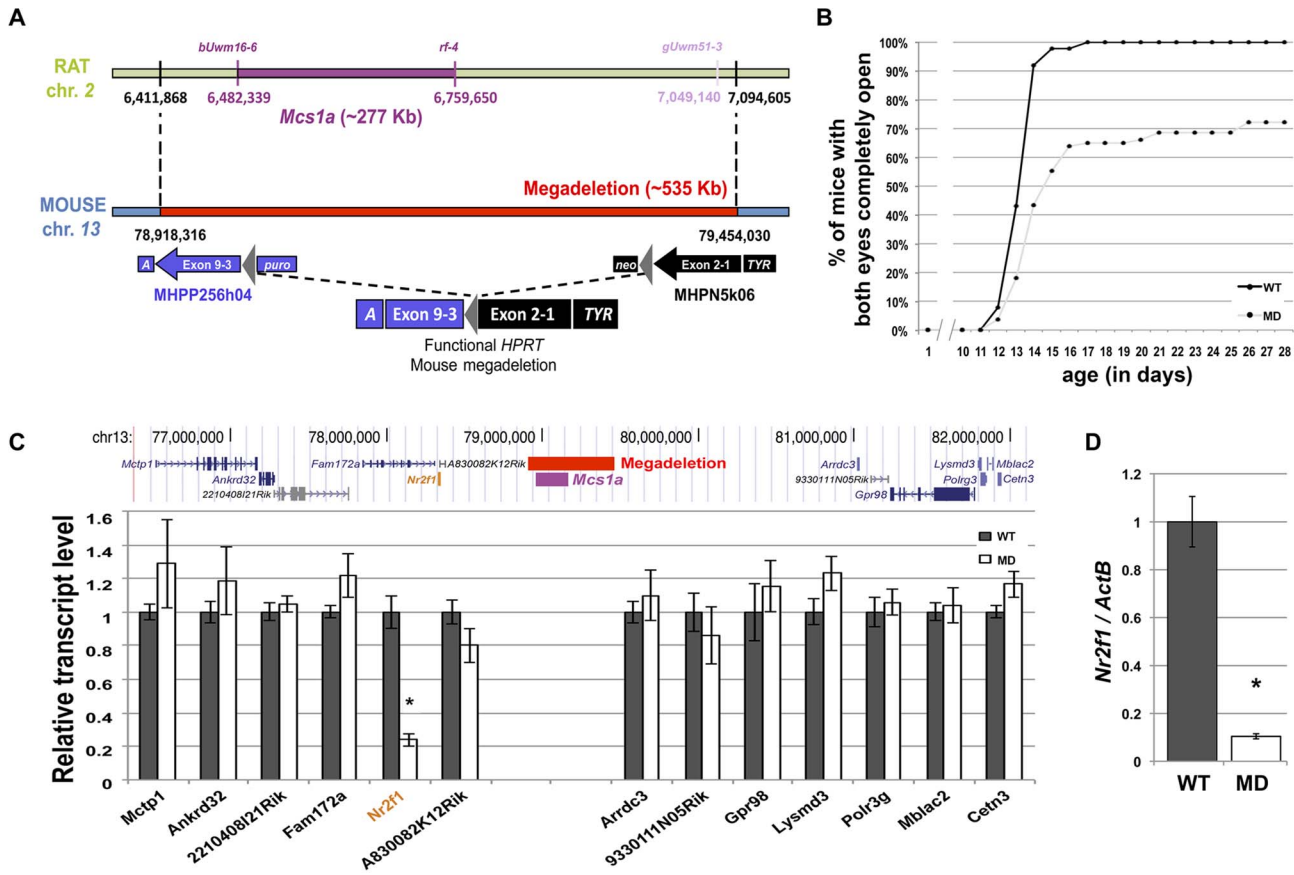 A
bUwm16-6 rf-4 gUwm51-3
RAT
chr. 2
6,411,868 6,482,339 6,759,650 7,049,140 7,094,605
Mcs1a (~277 Kb)
Megadeletion (~535 Kb)
MOUSE
chr. 13
78,918,316 79,454,030
A Exon 9-3 puro neo Exon 2-1 TYR
MHPP256h04 MHPN5k06
A Exon 9-3 Exon 2-1 TYR
Functional HPRT
Mouse megadeletion
B
% of mice with
both eyes completely open
100%
90%
80%
70%
60%
50%
40%
30%
20%
10%
0%
WT
MD
1 10 11 12 13 14 15 16 17 18 19 20 21 22 23 24 25 26 27 28
age (in days)
C
chr13: 77,000,000 78,000,000 79,000,000 80,000,000 81,000,000 82,000,000
Mctp1 Fam172a A830082K12Rik Megadeletion Arrdc3 Lysmd3 Mblac2
Ankrd32 Nr2f1 Mcs1a 9330111N05Rik Polrg3 Cetn3
2210408I21Rik Gpr98
Relative transcript level
1.6
1.4
1.2
1
0.8
0.6
0.4
0.2
0
WT
MD
*
Mctp1 Ankrd32 2210408I21Rik Fam172a Nr2f1 A830082K12Rik Arrdc3 9330111N05Rik Gpr98 Lysmd3 Polr3g Mblac2 Cetn3
D
Nr2f1 / ActB
1.2
1
0.8
0.6
0.4
0.2
0
*
WT MD